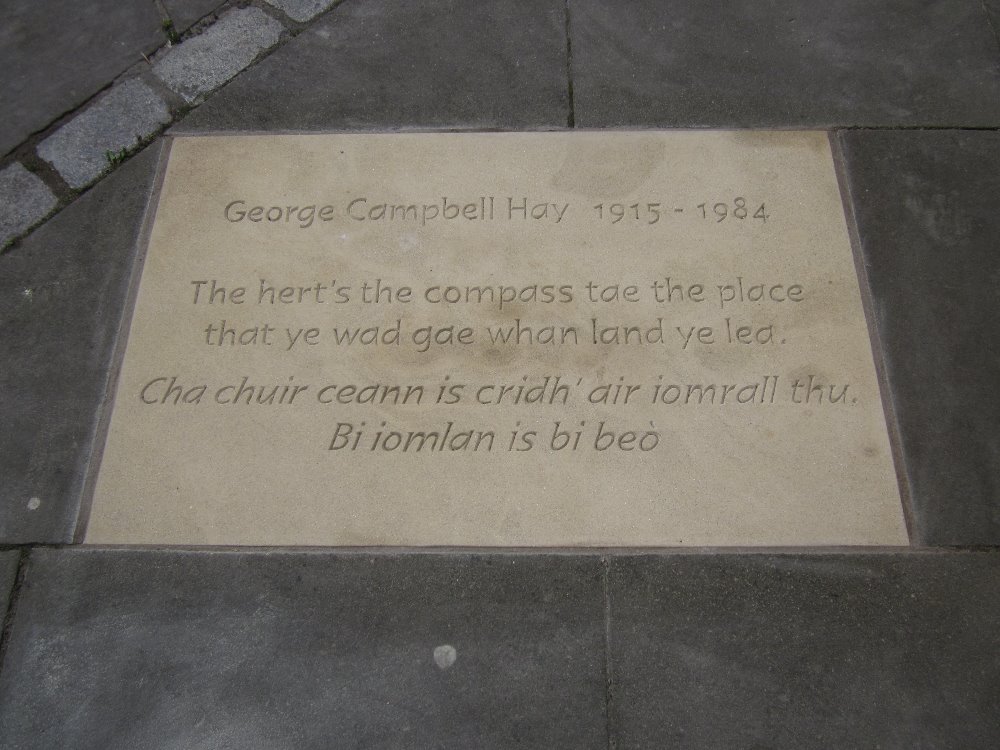 George Campbell Hay 1915 - 1984
The hert's the compass tae the place
that ye wad gae whan land ye lea.
Cha chuir ceann is cridh' air iomrall thu.
Bi iomlan is bi beò